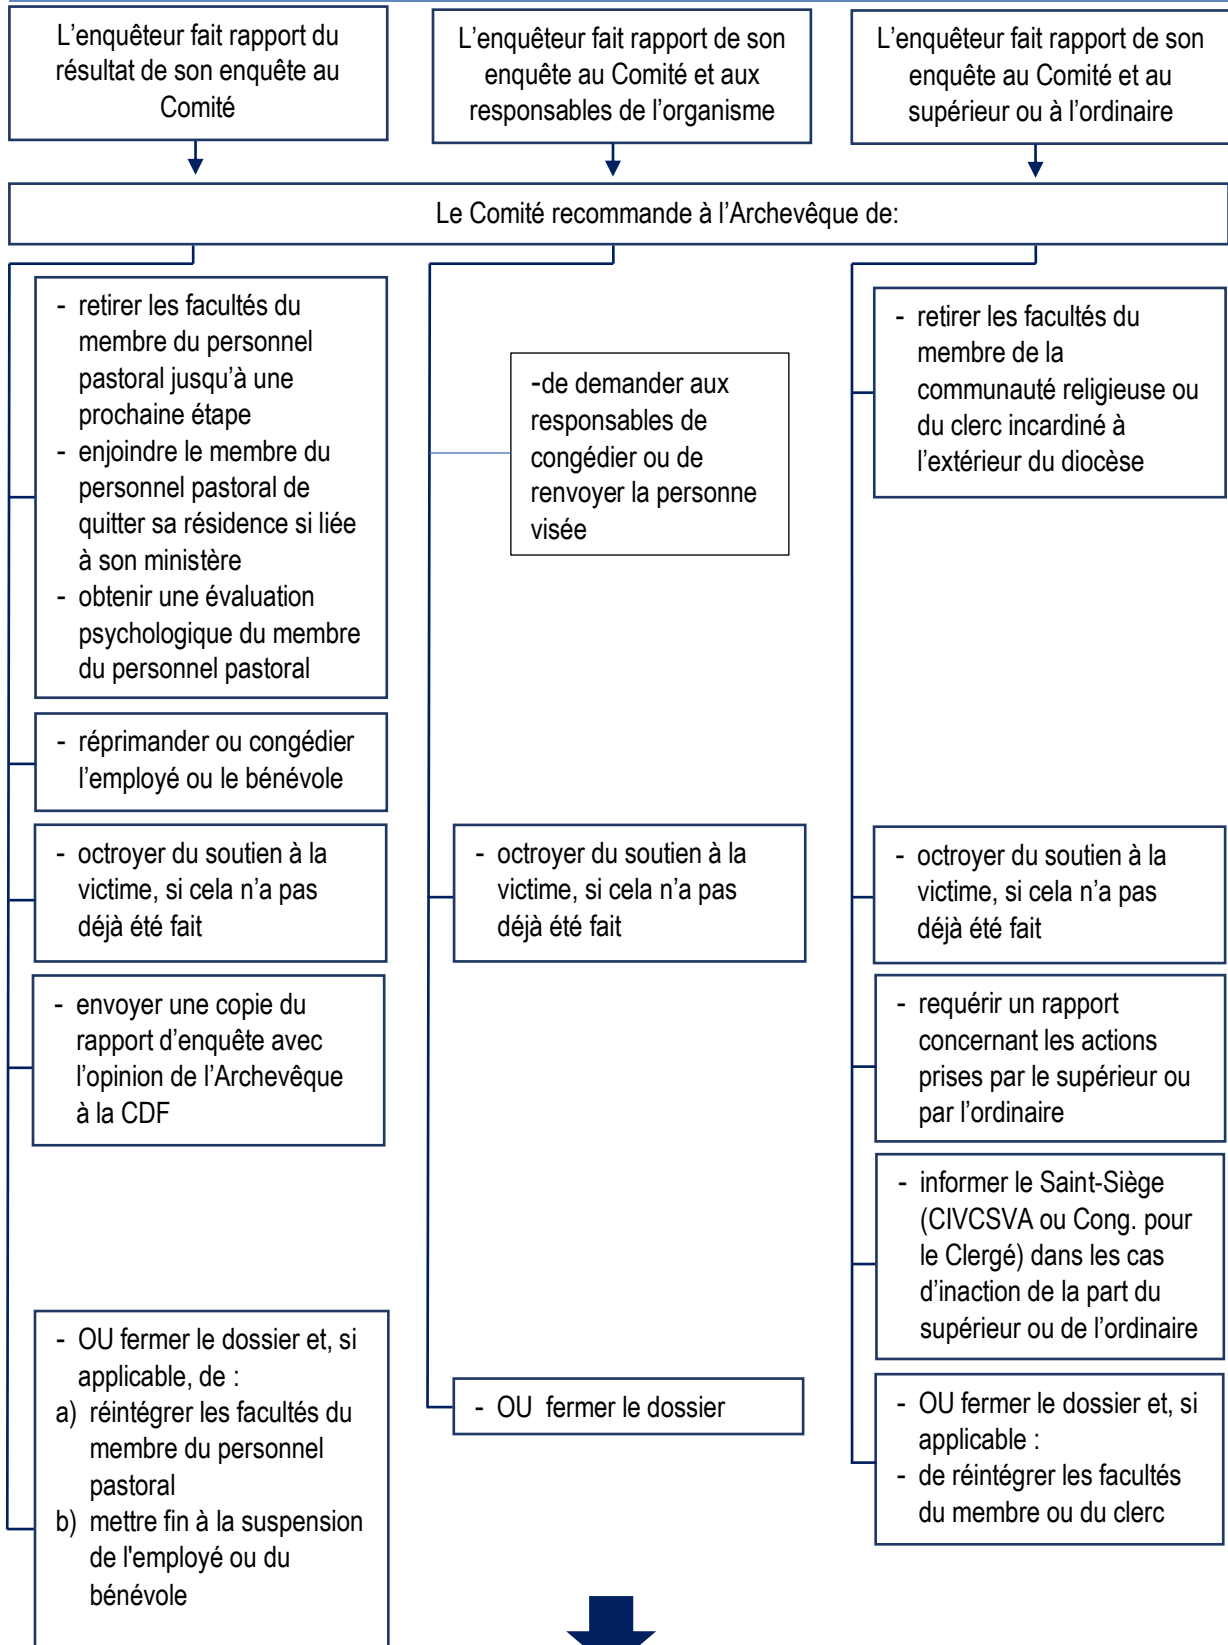 L’enquêteur fait rapport du
résultat de son enquête au
Comité
L’enquêteur fait rapport de son
enquête au Comité et aux
responsables de l’organisme
L’enquêteur fait rapport de son
enquête au Comité et au
supérieur ou à l’ordinaire
Le Comité recommande à l’Archevêque de:
- retirer les facultés du
membre du personnel
pastoral jusqu’à une
prochaine étape
- enjoindre le membre du
personnel pastoral de
quitter sa résidence si liée
à son ministère
- obtenir une évaluation
psychologique du membre
du personnel pastoral
- réprimander ou congédier
l’employé ou le bénévole
- octroyer du soutien à la
victime, si cela n’a pas
déjà été fait
- envoyer une copie du
rapport d’enquête avec
l’opinion de l’Archevêque
à la CDF
- OU fermer le dossier et, si
applicable, de :
a) réintégrer les facultés du
membre du personnel
pastoral
b) mettre fin à la suspension
de l'employé ou du
bénévole
-de demander aux
responsables de
congédier ou de
renvoyer la personne
visée
- octroyer du soutien à la
victime, si cela n’a pas
déjà été fait
- OU fermer le dossier
- retirer les facultés du
membre de la
communauté religieuse ou
du clerc incardiné à
l’extérieur du diocèse
- octroyer du soutien à la
victime, si cela n’a pas
déjà été fait
- requérir un rapport
concernant les actions
prises par le supérieur ou
par l’ordinaire
- informer le Saint-Siège
(CIVCSVA ou Cong. pour
le Clergé) dans les cas
d’inaction de la part du
supérieur ou de l’ordinaire
- OU fermer le dossier et, si
applicable :
- de réintégrer les facultés
du membre ou du clerc